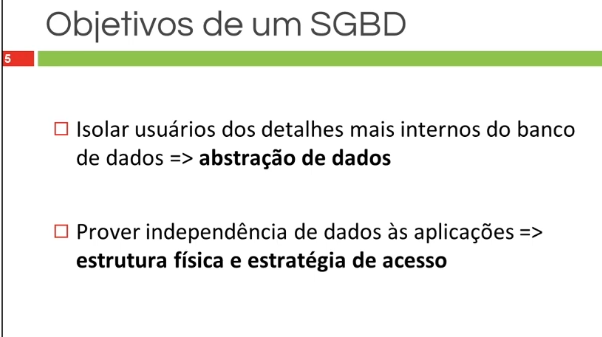 Objetivos de um SGBD
5
Isolar usuários dos detalhes mais internos do banco
de dados => abstração de dados
Prover independência de dados às aplicações =>
estrutura física e estratégia de acesso